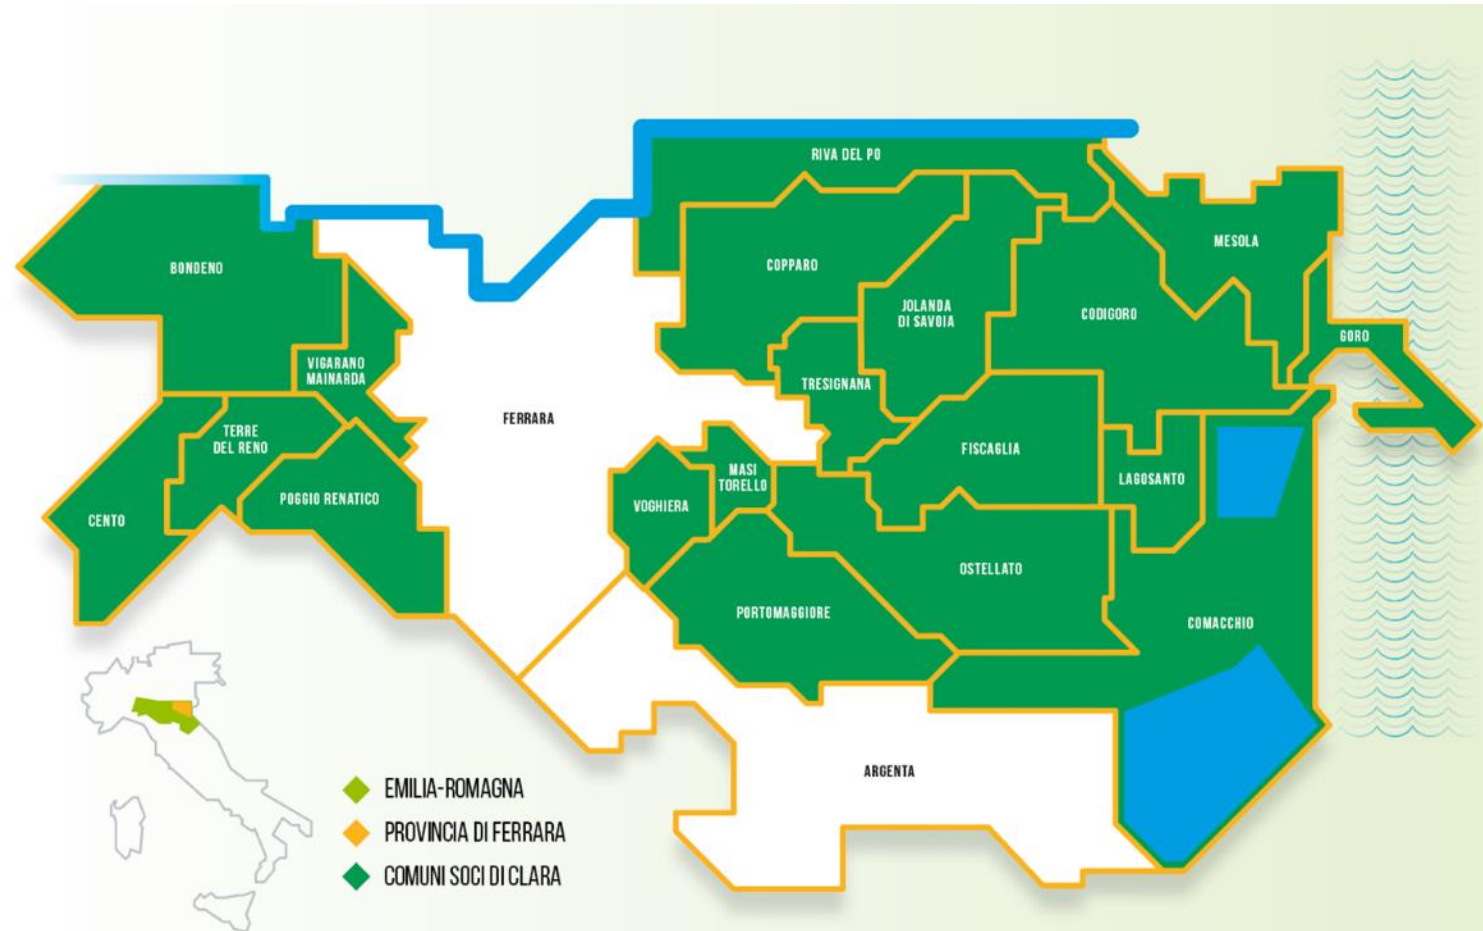 RIVA DEL PO
MESOLA
BONDENO
COPPARO
JOLANDA
DI SAVOIA
CODIGORO
GORO
VIGARANO
MAINARDA
TRESIGNANA
FERRARA
TERRE
DEL RENO
FISCAGLIA
MASI
TORELLO
LAGOSANTO
POGGIO RENATICO
VOGHIERA
CENTO
OSTELLATO
PORTOMAGGIORE
COMACCHIO
ARGENTA
EMILIA-ROMAGNA
PROVINCIA DI FERRARA
COMUNI SOCI DI CLARA